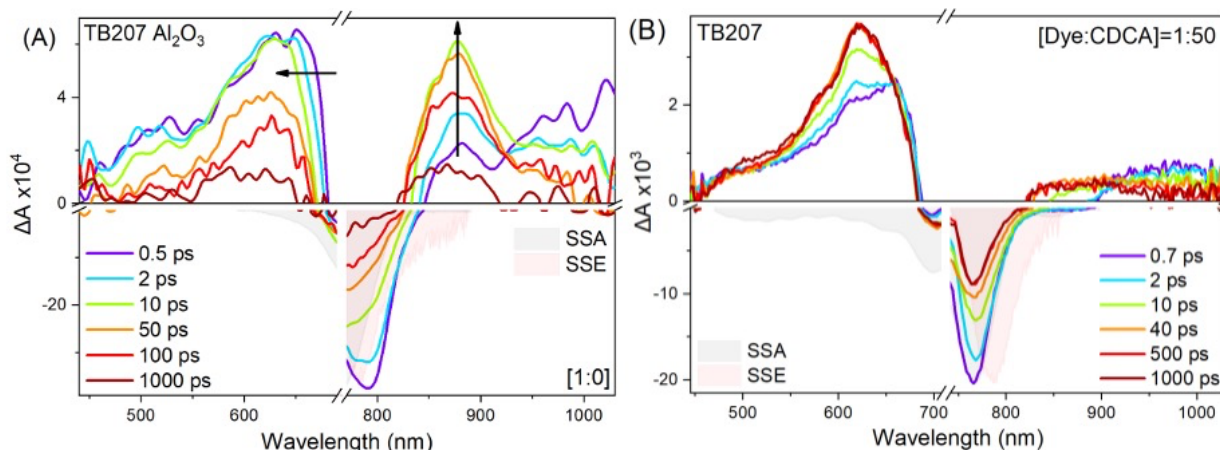 (A)
TB207 Al₂O₃
4
0
-20
ΔA x10⁴
0.5 ps
2 ps
10 ps
50 ps
100 ps
1000 ps
SSA
SSE
[1:0]
500
600
800
900
1000
Wavelength (nm)
(B)
TB207
[Dye:CDCA]=1:50
2
0
-10
-20
ΔA x10³
SSA
SSE
0.7 ps
2 ps
10 ps
40 ps
500 ps
1000 ps
500
600
700
800
900
1000
Wavelength (nm)